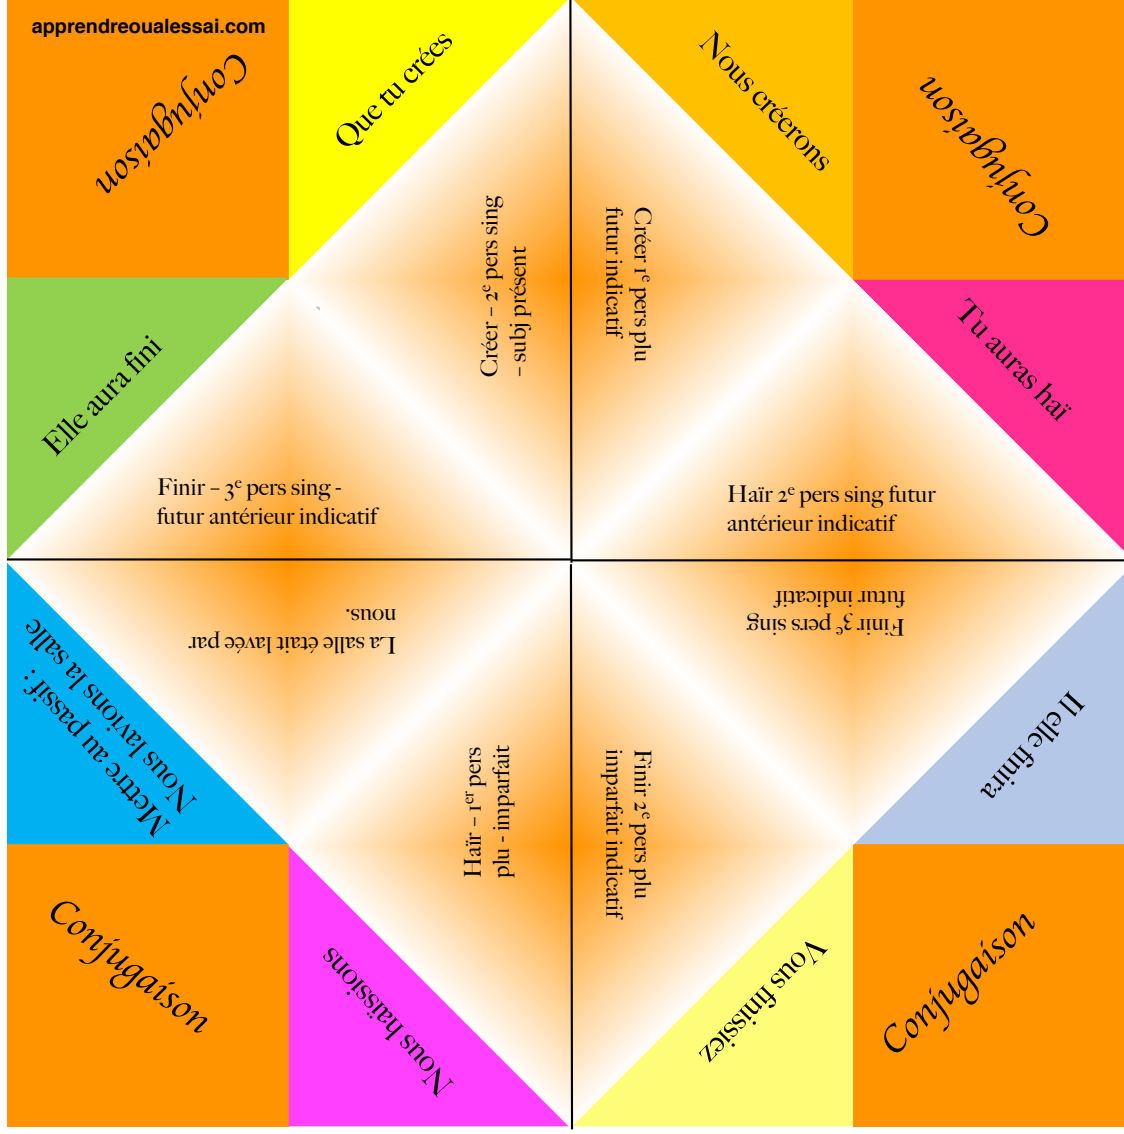 apprendreoualessai.com
Conjugaison
Que tu crées
Nous créerons
Conjugaison
Créer – 2e pers sing
– subj présent
Créer 1e pers plu
futur indicatif
Elle aura fini
Tu auras haï
Finir – 3e pers sing -
futur antérieur indicatif
Haïr 2e pers sing futur
antérieur indicatif
La salle était lavée par
nous.
Finir 3e pers sing
futur indicatif
Mettre au passif :
Nous lavions la salle
Il elle finira
Haïr – 1er pers
plu - imparfait
Finir 2e pers plu
imparfait indicatif
Conjugaison
Nous haïssions
Vous finissiez
Conjugaison